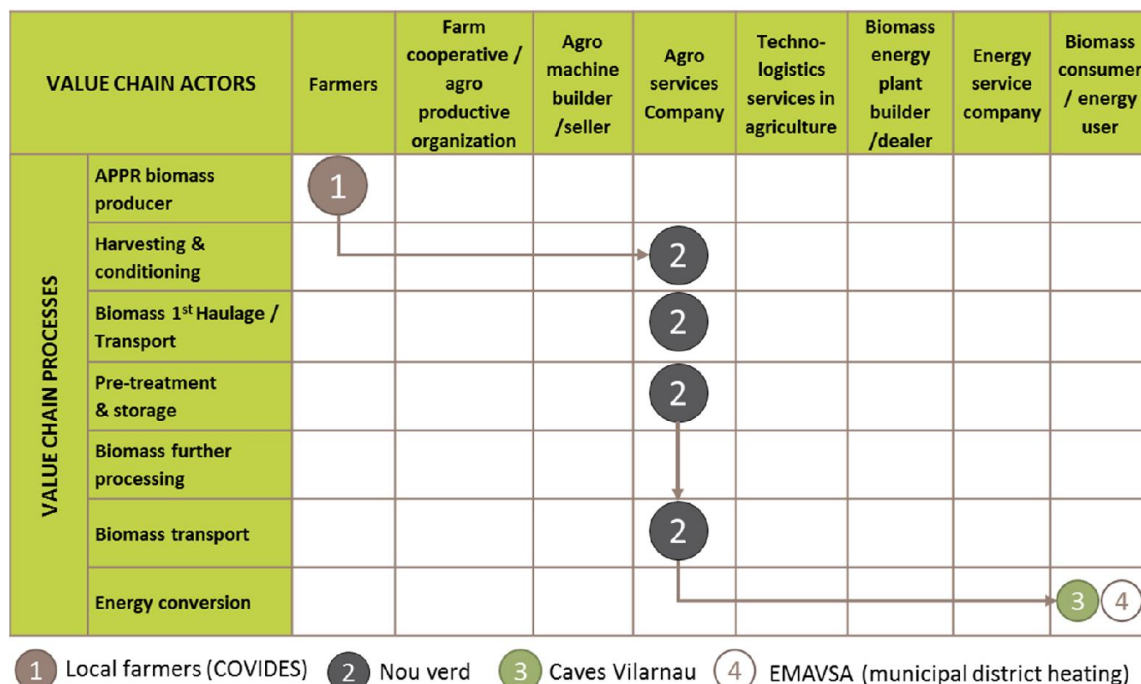 VALUE CHAIN ACTORS
Farmers
Farm
cooperative /
agro
productive
organization
Agro
machine
builder
/seller
Agro
services
Company
Techno-
logistics
services in
agriculture
Biomass
energy
plant
builder
/dealer
Energy
service
company
Biomass
consumer
/ energy
user
VALUE CHAIN PROCESSES
APPR biomass
producer
1
Harvesting &
conditioning
2
Biomass 1st Haulage /
Transport
2
Pre-treatment
& storage
2
Biomass further
processing
Biomass transport
2
Energy conversion
3 4
1 Local farmers (COVIDES) 2 Nou verd 3 Caves Vilarnau 4 EMAVSA (municipal district heating)